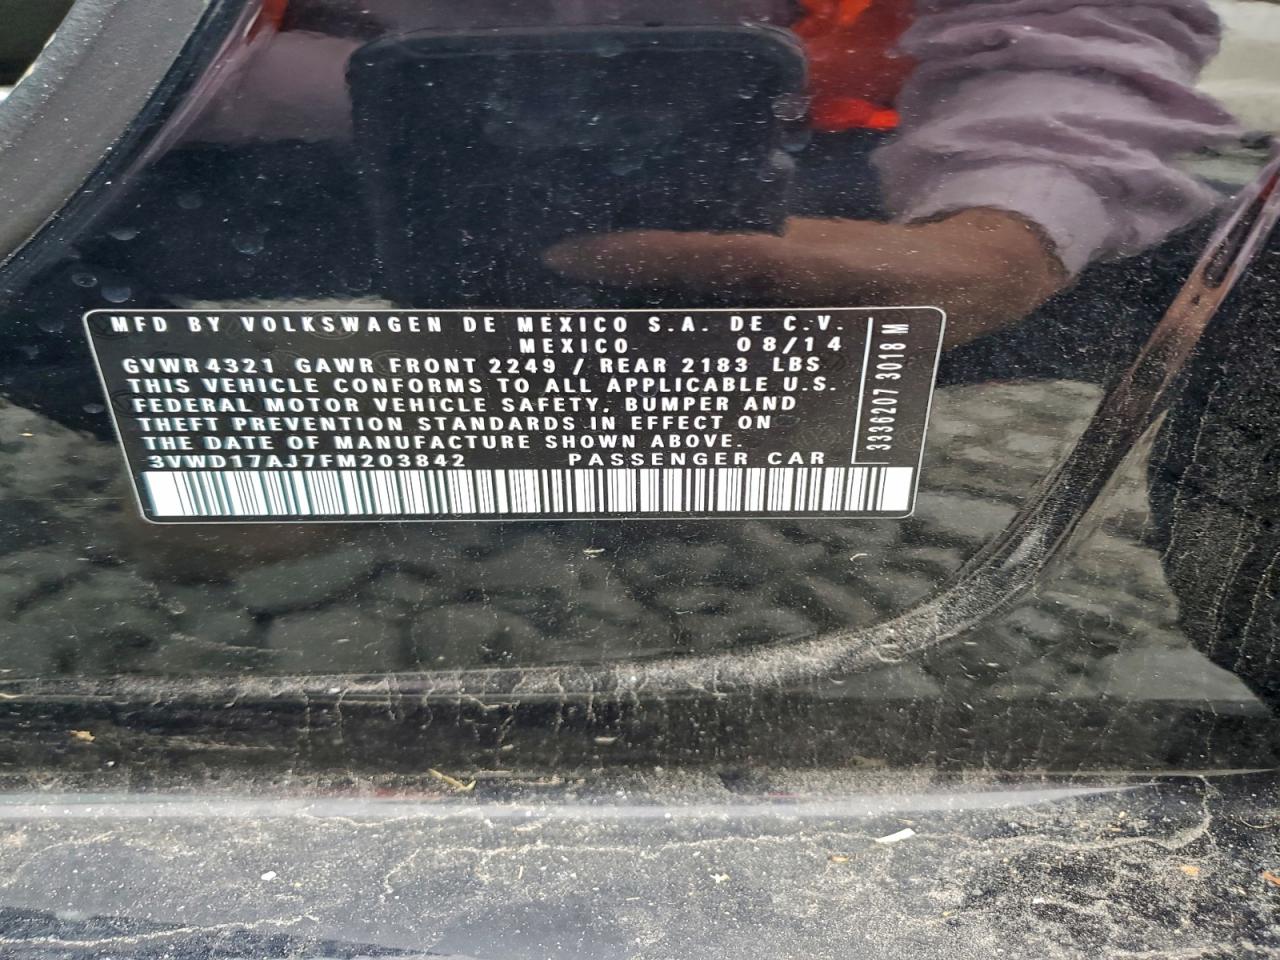 MFD BY VOLKSWAGEN DE MEXICO S.A. DE C.V.
MEXICO 08/14
GVWR 4321 GAWR FRONT 2249 / REAR 2183 LBS
THIS VEHICLE CONFORMS TO ALL APPLICABLE U.S.
FEDERAL MOTOR VEHICLE SAFETY, BUMPER AND
THEFT PREVENTION STANDARDS IN EFFECT ON
THE DATE OF MANUFACTURE SHOWN ABOVE.
3VWD17AJ7FM203842 PASSENGER CAR
3336207 3018 M